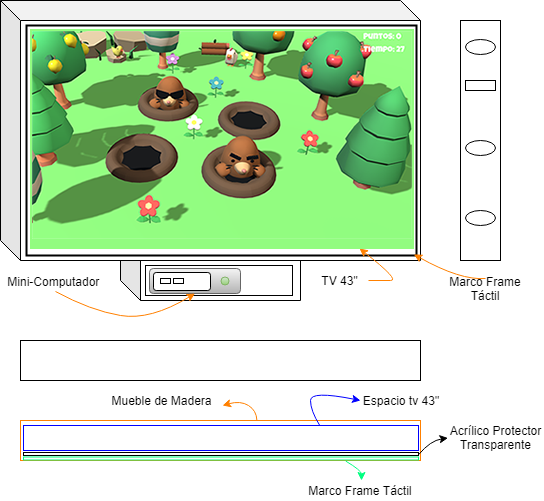 PUNTOS: 0
TIEMPO: 27
Mini-Computador
TV 43"
Marco Frame
Táctil
Mueble de Madera
Espacio tv 43"
Acrílico Protector
Transparente
Marco Frame Táctil